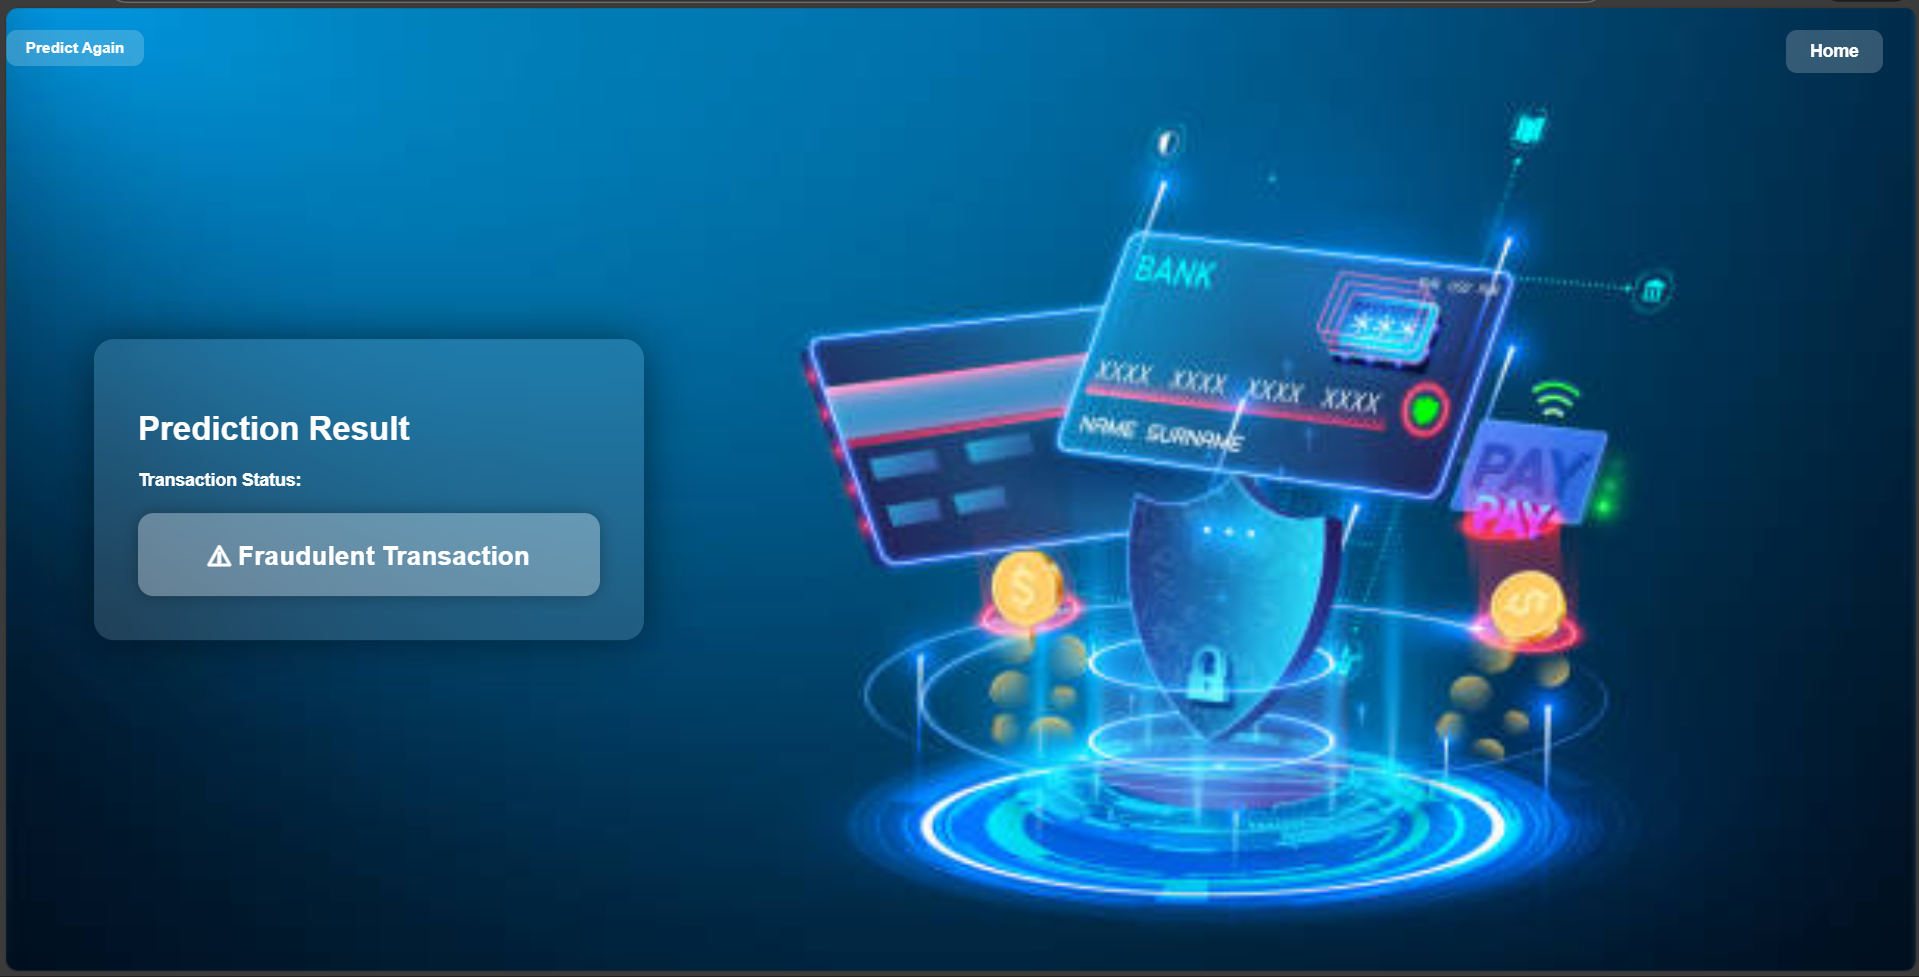 Predict Again
Home
Prediction Result
Transaction Status:
⚠ Fraudulent Transaction
BANK
***
XXXX XXXX XXXX XXXX
NAME SURNAME
PAY
PAY